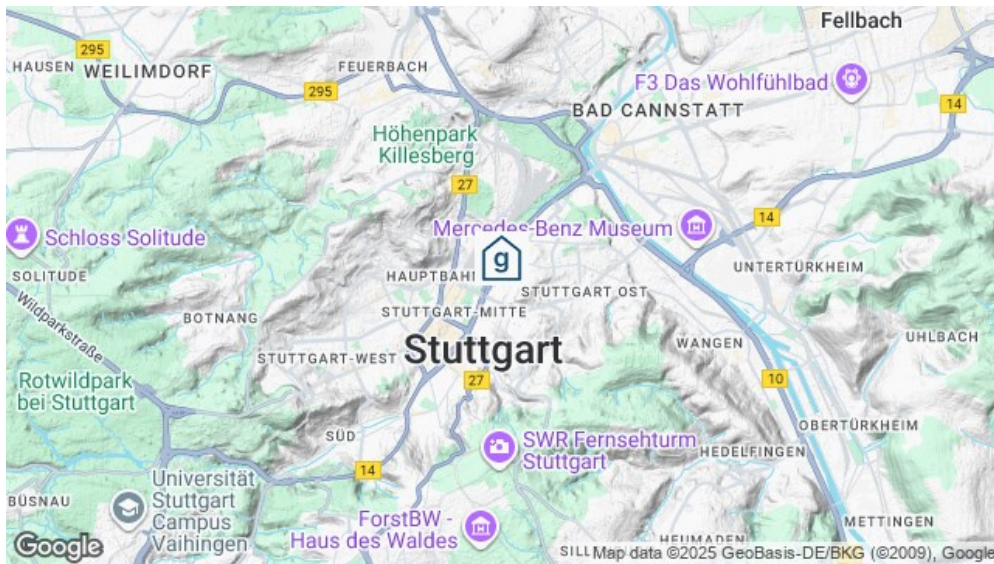 Fellbach
295
HAUSEN
WEILIMDORF
FEUERBACH
F3 Das Wohlfühlbad
295
BAD CANNSTATT
14
Höhenpark
Killesberg
27
Mercedes-Benz Museum
14
Schloss Solitude
g
SOLITUDE
HAUPTBAH
UNTERTÜRKHEIM
STUTTGART OST
Wildparkstraße
BOTNANG
STUTTGART-MITTE
UHLBACH
STUTTGART-WEST
Stuttgart
WANGEN
Rotwildpark
bei Stuttgart
27
10
SÜD
SWR Fernsehturm
Stuttgart
OBERTÜRKHEIM
HEDELFINGEN
14
Universität
Stuttgart
Campus
Vaihingen
BÜSNAU
ForstBW -
Haus des Waldes
METTINGEN
HEUMADEN
SILL
Google
Map data ©2025 GeoBasis-DE/BKG (©2009), Google